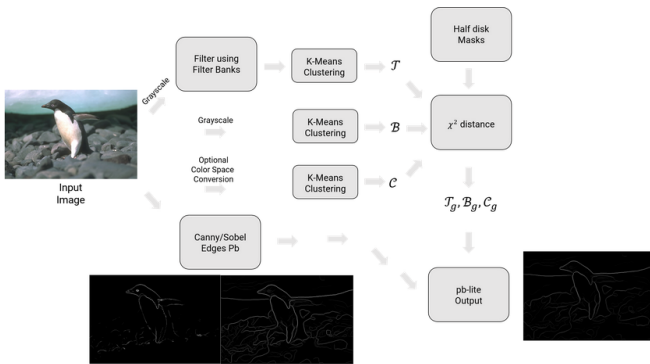 Filter using
Filter Banks
K-Means
Clustering
𝒯
Half disk
Masks
Grayscale
Grayscale
K-Means
Clustering
ℬ
χ² distance
Optional
Color Space
Conversion
K-Means
Clustering
𝒞
Input
Image
𝒯g, ℬg, 𝒞g
Canny/Sobel
Edges Pb
pb-lite
Output